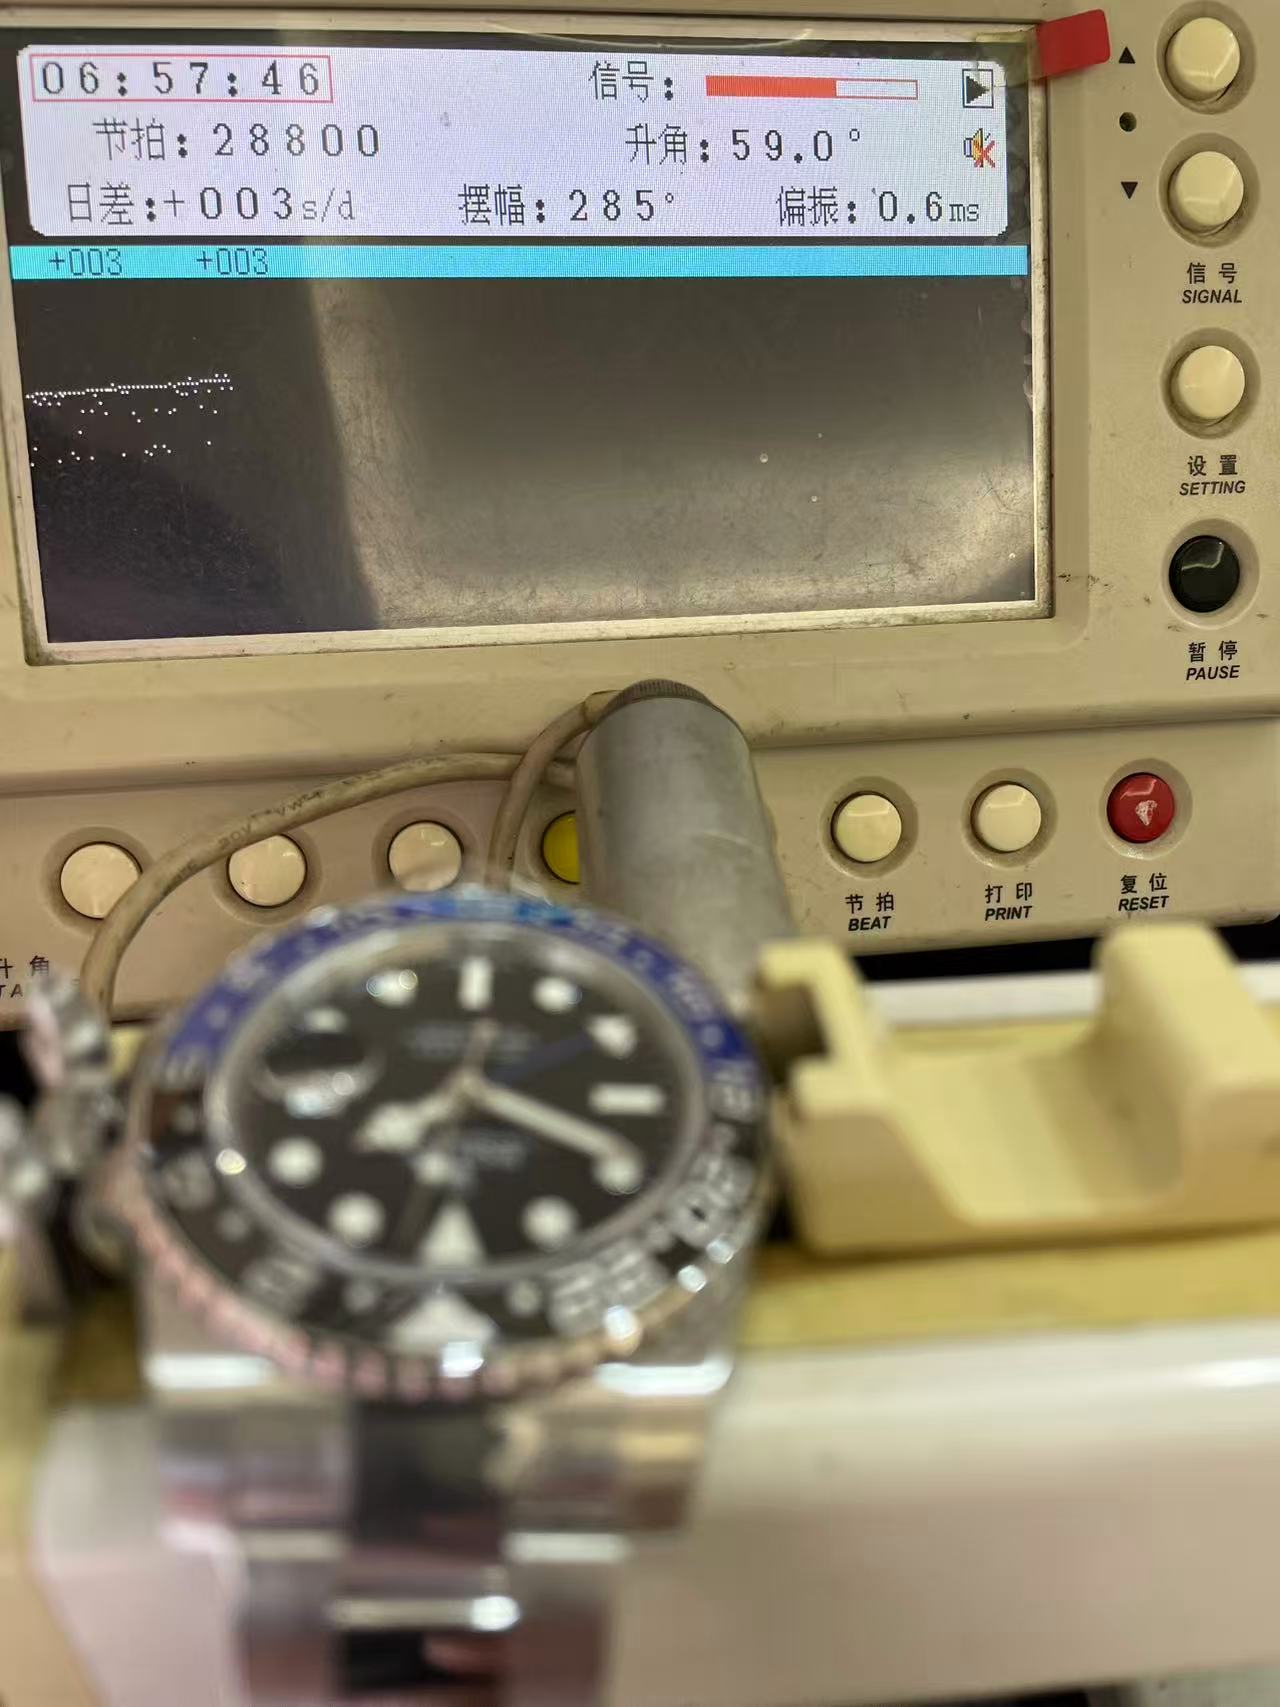 06:57:46 信号:
节拍:28800 升角:59.0°
日差:+003s/d 摆幅:285° 偏振:0.6ms
+003 +003
信号
SIGNAL
设置
SETTING
暂停
PAUSE
节拍
BEAT
打印
PRINT
复位
RESET
升角